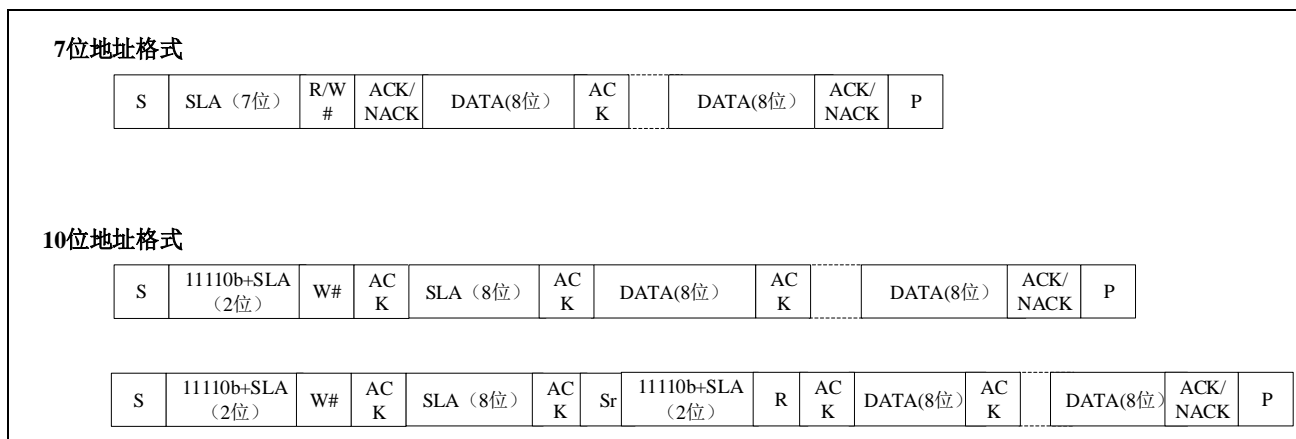 7位地址格式
S SLA（7位） R/W# ACK/NACK DATA(8位） ACK DATA(8位） ACK/NACK P
10位地址格式
S 11110b+SLA（2位） W# ACK SLA（8位） ACK DATA(8位） ACK DATA(8位） ACK/NACK P
S 11110b+SLA（2位） W# ACK SLA（8位） ACK Sr 11110b+SLA（2位） R ACK DATA(8位） ACK DATA(8位） ACK/NACK P